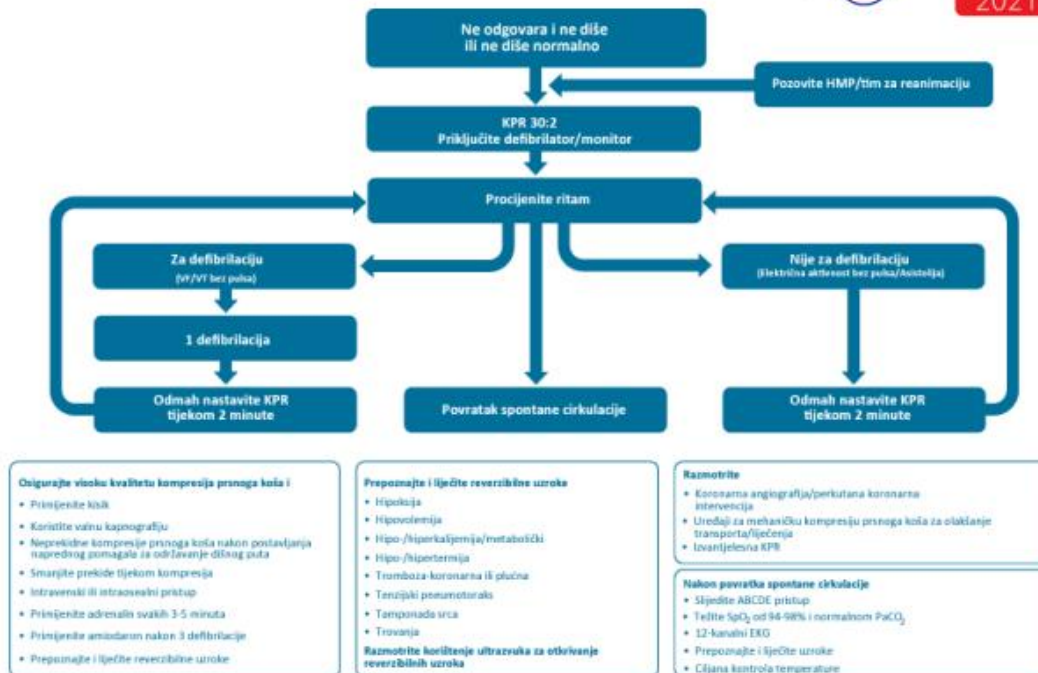 2021
Ne odgovara i ne diše
ili ne diše normalno
Pozovite HMP/tim za reanimaciju
KPR 30:2
Priključite defibrilator/monitor
Procijenite ritam
Za defibrilaciju
(VF/VT bez pulsa)
Nije za defibrilaciju
(Električna aktivnost bez pulsa/Asistolija)
1 defibrilacija
Odmah nastavite KPR
tijekom 2 minute
Povratak spontane cirkulacije
Odmah nastavite KPR
tijekom 2 minute
Osigurajte visoku kvalitetu kompresija prsnoga koša i
• Primijenite kisik
• Koristite valnu kapnografiju
• Neprekidne kompresije prsnoga koša nakon postavljanja
naprednog pomagala za održavanje dišnog puta
• Smanjite prekide tijekom kompresija
• Intravenski ili intraosealni pristup
• Primijenite adrenalin svakih 3-5 minuta
• Primijenite amiodaron nakon 3 defibrilacije
• Prepoznajte i liječite reverzibilne uzroke
Prepoznajte i liječite reverzibilne uzroke
• Hipoksija
• Hipovolemija
• Hipo-/hiperkalijemija/metabolički
• Hipo-/hipertermija
• Tromboza-koronarna ili plućna
• Tenzijski pneumotoraks
• Tamponada srca
• Trovanja
Razmotrite korištenje ultrazvuka za otkrivanje
reverzibilnih uzroka
Razmotrite
• Koronarna angiografija/perkutana koronarna
intervencija
• Uređaji za mehaničku kompresiju prsnoga koša za olakšanje
transporta/liječenja
• Izvantjelesna KPR
Nakon povratka spontane cirkulacije
• Slijedite ABCDE pristup
• Težite SpO₂ od 94-98% i normalnom PaCO₂
• 12-kanalni EKG
• Prepoznajte i liječite uzroke
• Ciljana kontrola temperature